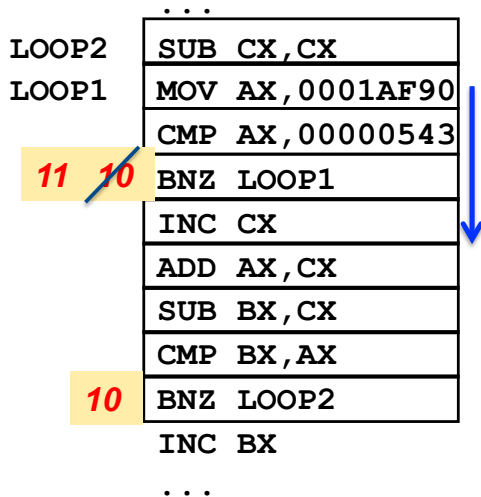 ...
LOOP2 SUB CX,CX
LOOP1 MOV AX,0001AF90
CMP AX,00000543
11 10 BNZ LOOP1
INC CX
ADD AX,CX
SUB BX,CX
CMP BX,AX
10 BNZ LOOP2
INC BX
...